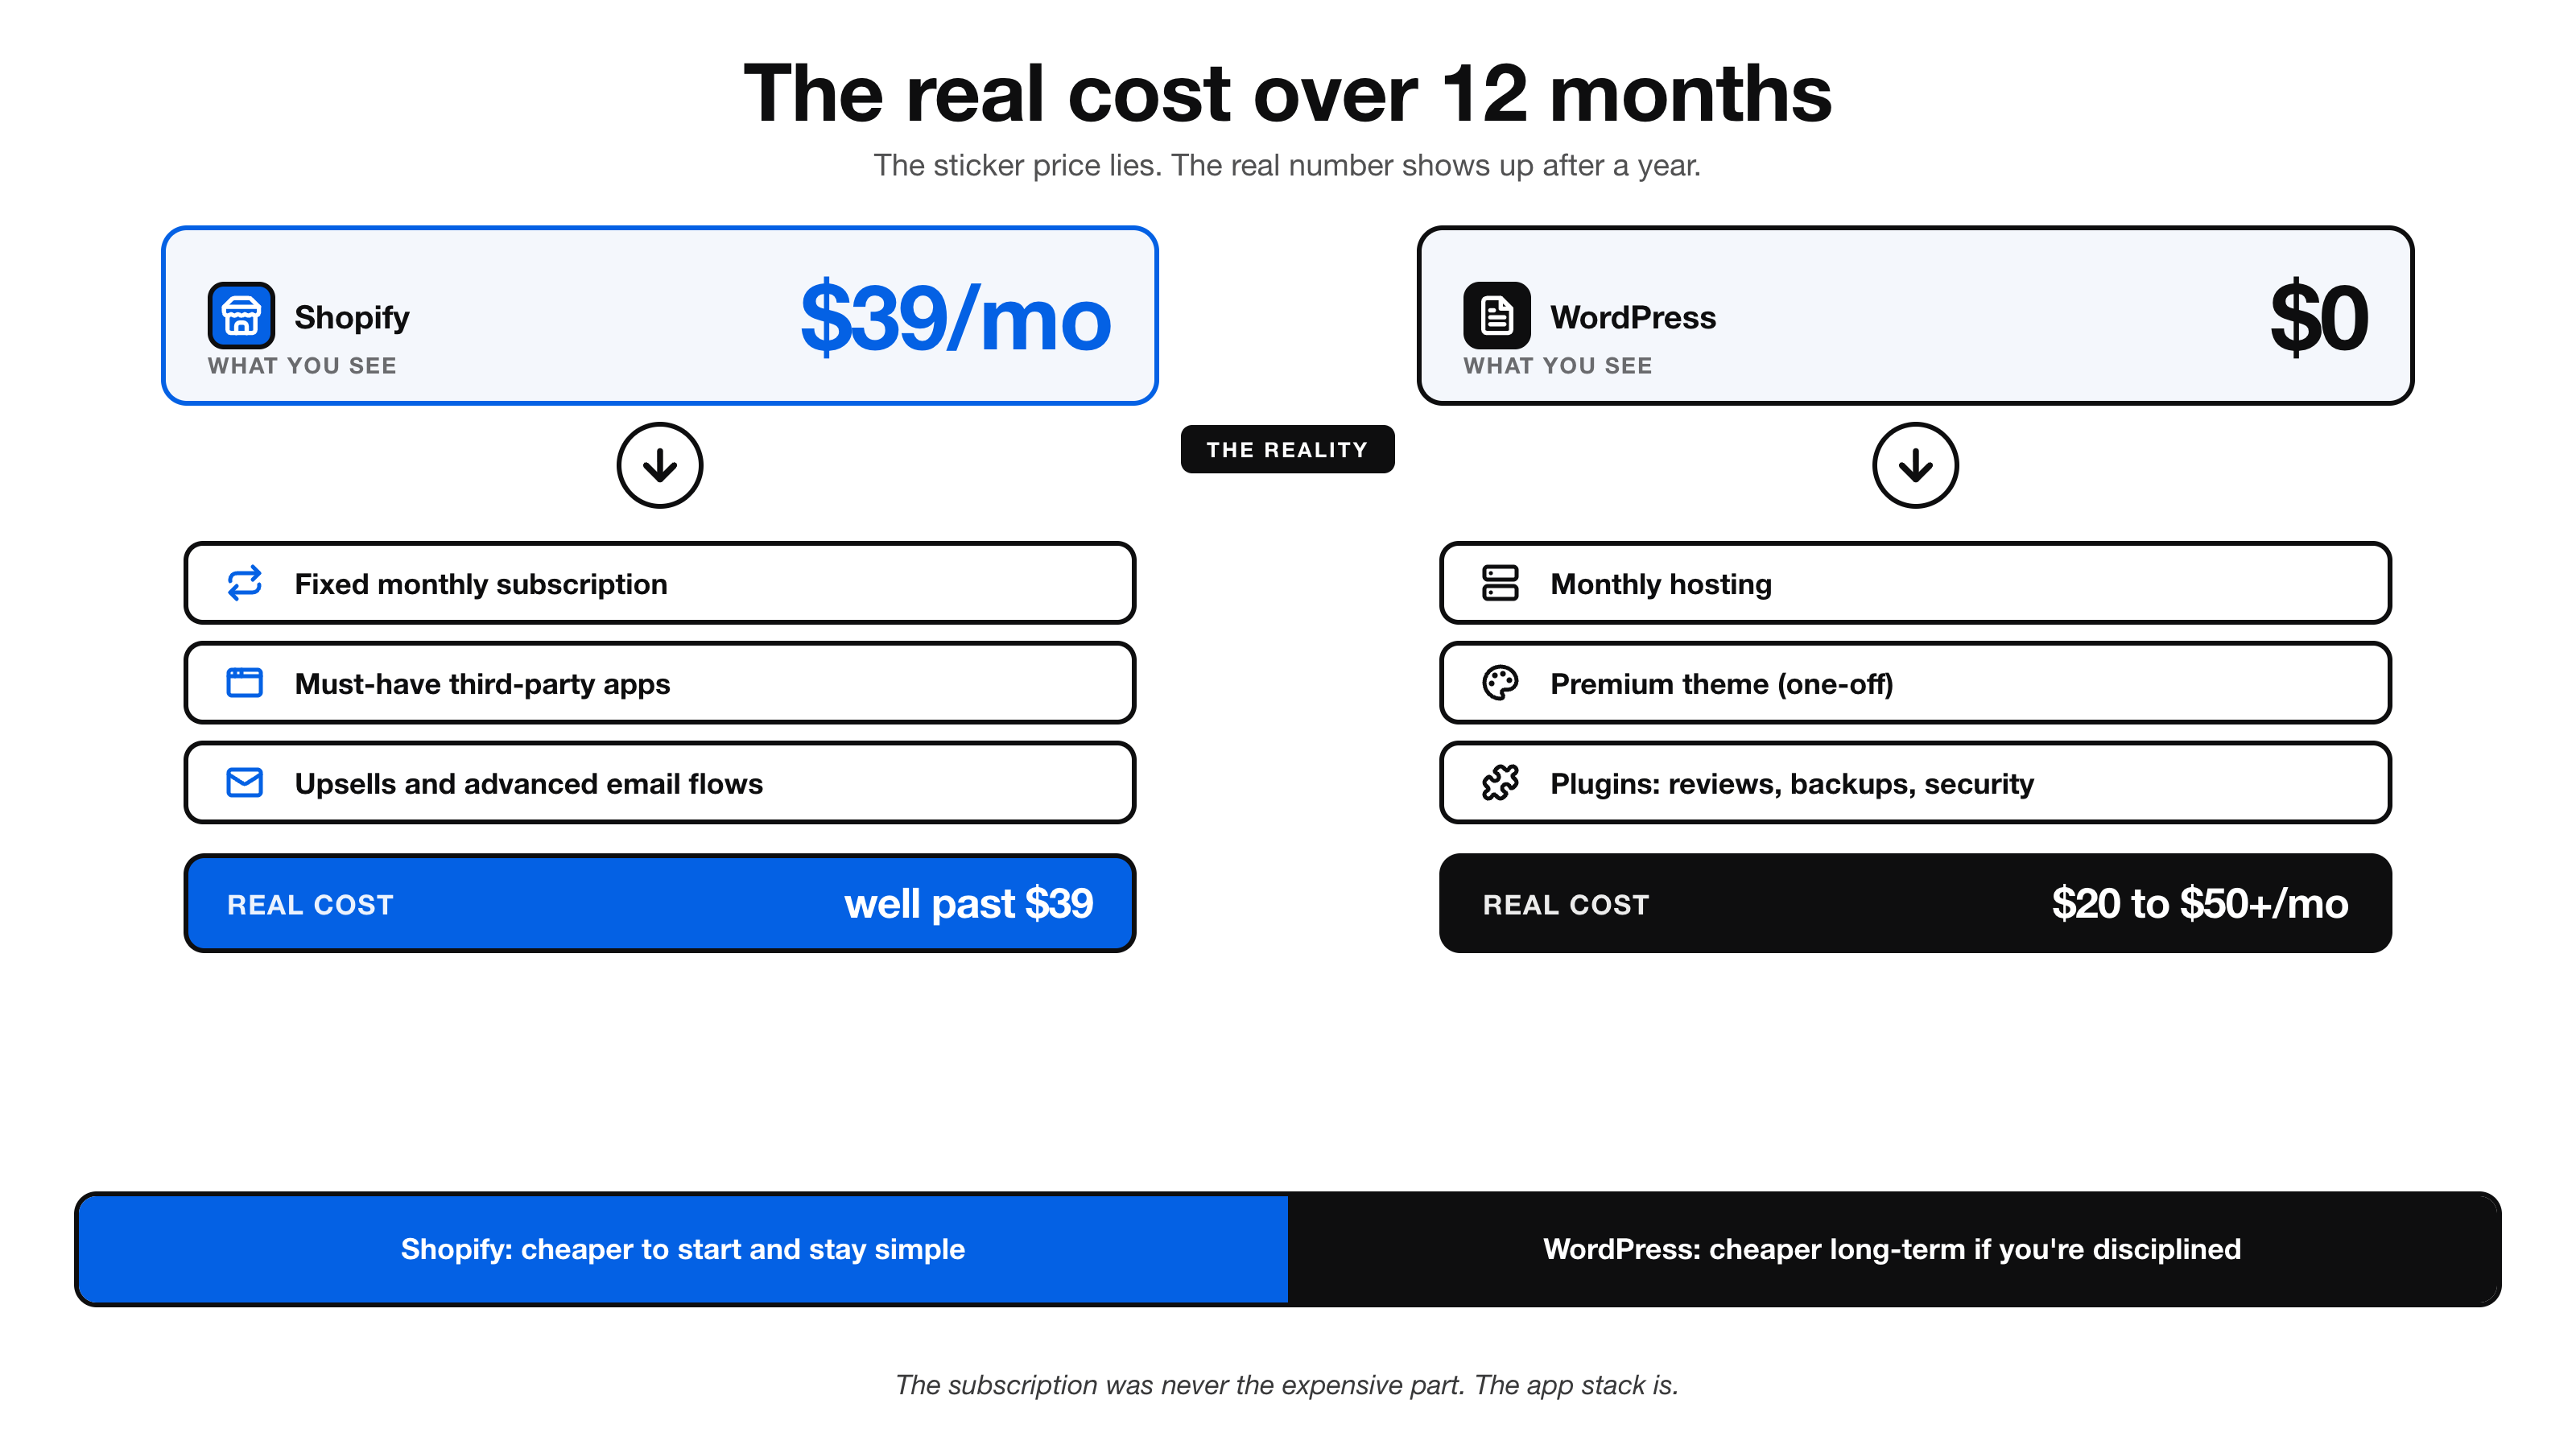 The real cost over 12 months
The sticker price lies. The real number shows up after a year.
Shopify
WHAT YOU SEE
$39/mo
WordPress
WHAT YOU SEE
$0
THE REALITY
Fixed monthly subscription
Must-have third-party apps
Upsells and advanced email flows
REAL COST
well past $39
Monthly hosting
Premium theme (one-off)
Plugins: reviews, backups, security
REAL COST
$20 to $50+/mo
Shopify: cheaper to start and stay simple
WordPress: cheaper long-term if you're disciplined
The subscription was never the expensive part. The app stack is.